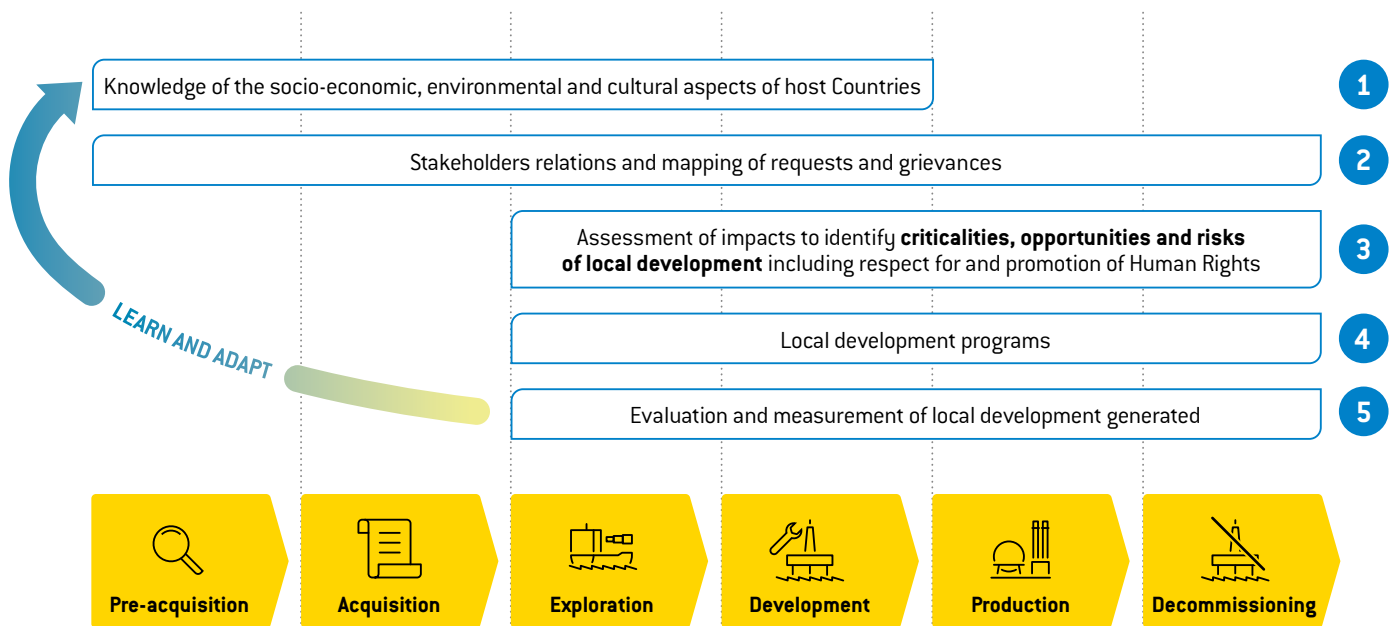 Knowledge of the socio-economic, environmental and cultural aspects of host Countries
1
Stakeholders relations and mapping of requests and grievances
2
Assessment of impacts to identify criticalities, opportunities and risks
of local development including respect for and promotion of Human Rights
3
LEARN AND ADAPT
Local development programs
4
Evaluation and measurement of local development generated
5
Pre-acquisition
Acquisition
Exploration
Development
Production
Decommissioning